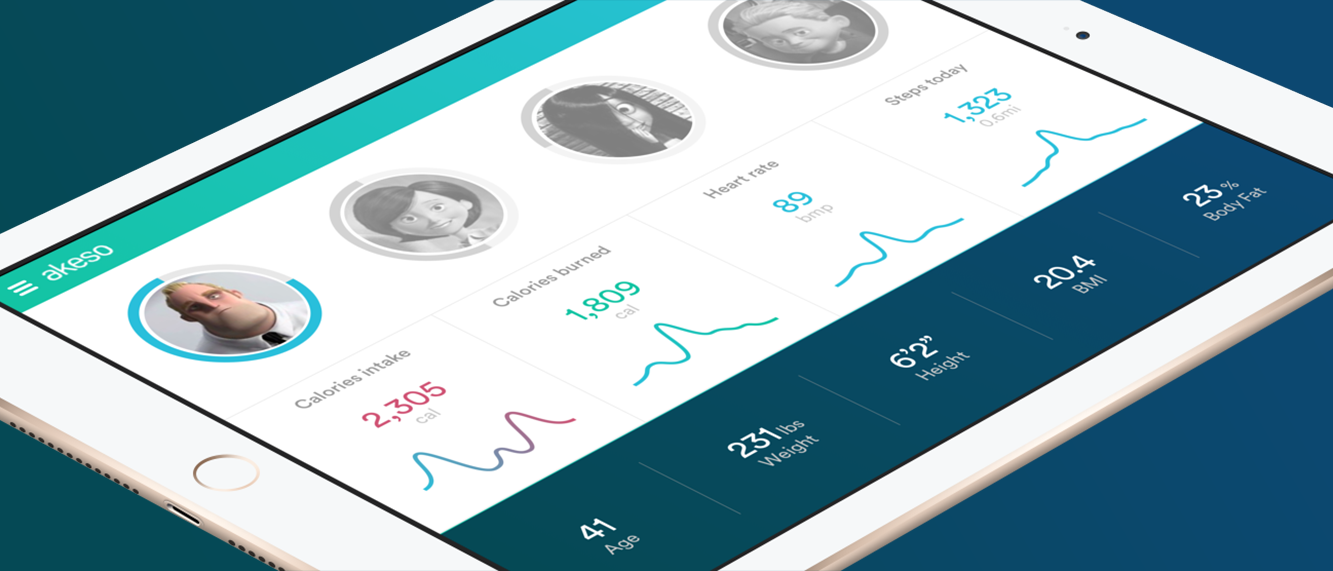 akeso
Calories intake
2,305
cal
Calories burned
1,809
cal
Heart rate
89
bmp
Steps today
1,323
0.6mi
41
Age
231 lbs
Weight
6'2”
Height
20.4
BMI
23 %
Body Fat